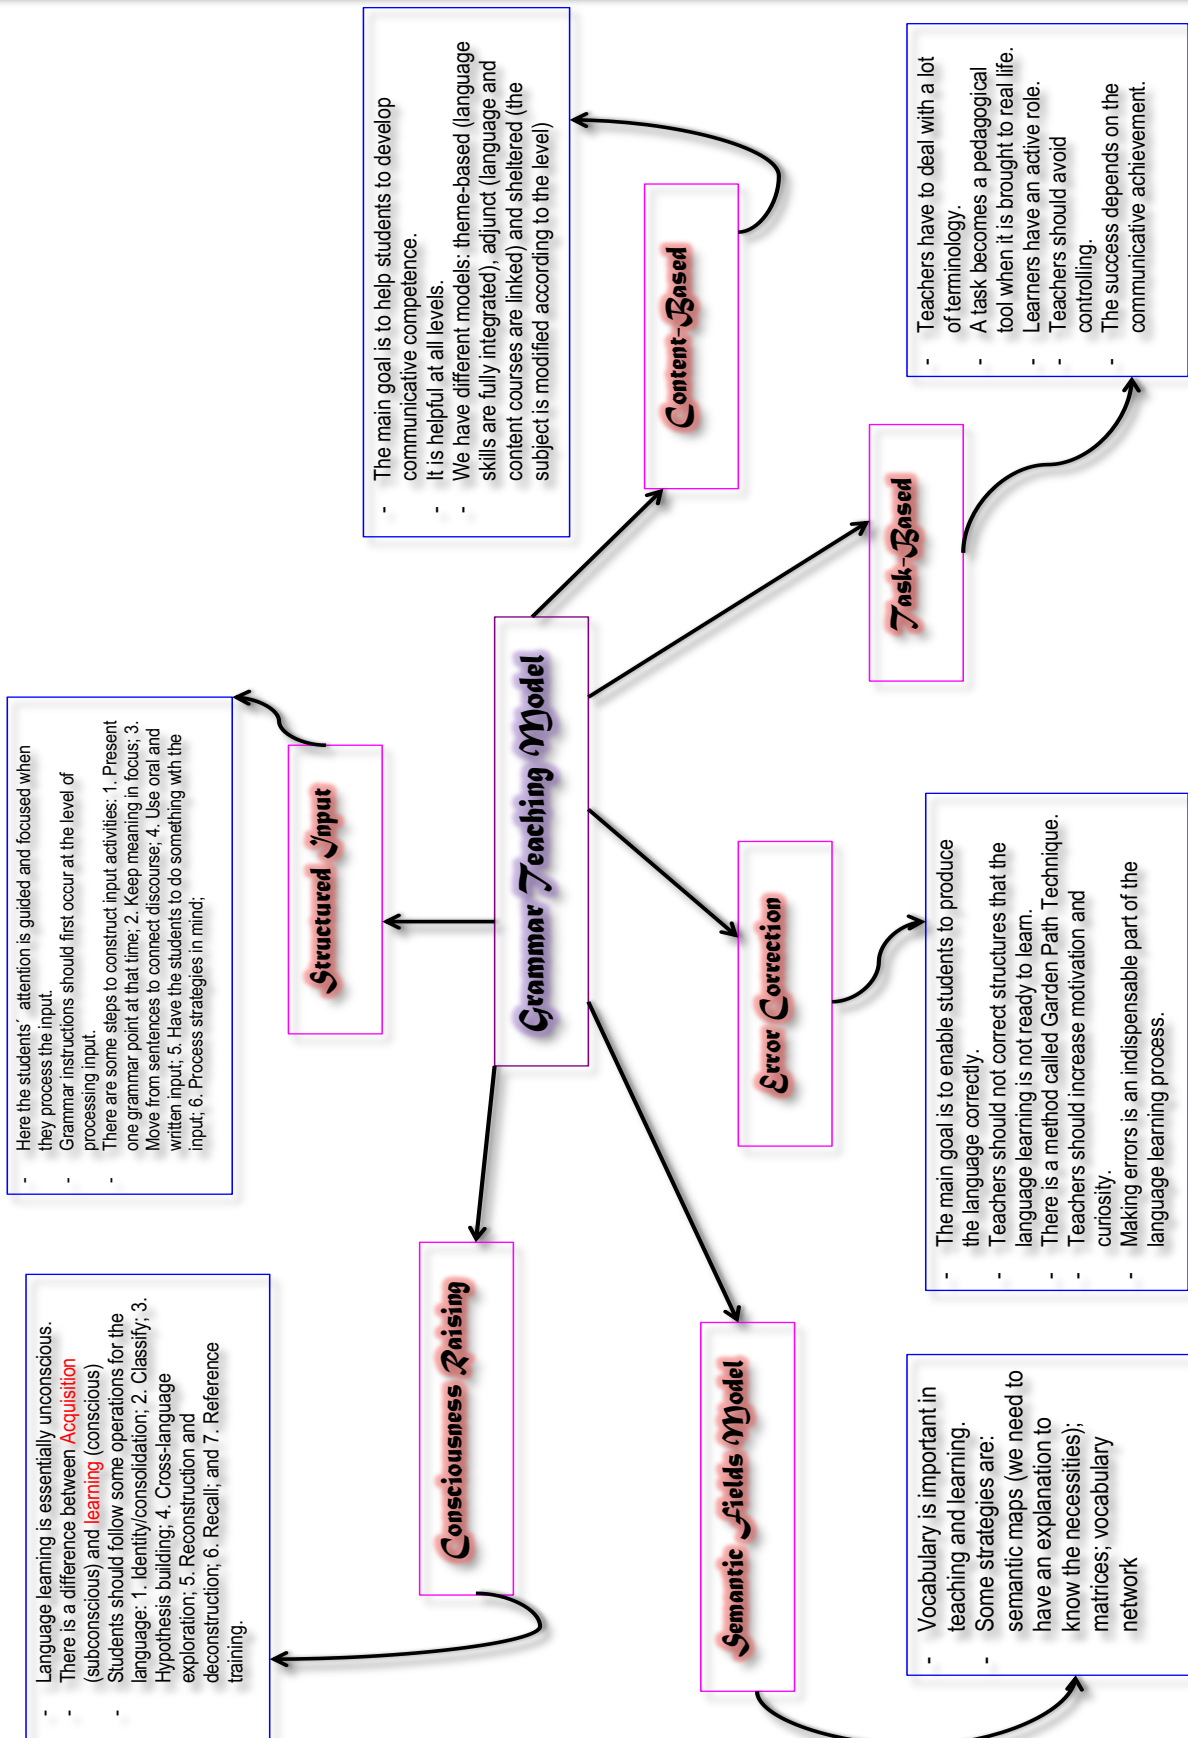 Language learning is essentially unconscious.
There is a difference between Acquisition
(subconscious) and learning (conscious)
Students should follow some operations for the
language: 1. Identity/consolidation; 2. Classify; 3.
Hypothesis building; 4. Cross-language
exploration; 5. Reconstruction and
deconstruction; 6. Recall; and 7. Reference
training.
Here the students´ attention is guided and focused when
they process the input.
Grammar instructions should first occur at the level of
processing input.
There are some steps to construct input activities: 1. Present
one grammar point at that time; 2. Keep meaning in focus; 3.
Move from sentences to connect discourse; 4. Use oral and
written input; 5. Have the students to do something wth the
input; 6. Process strategies in mind;
The main goal is to help students to develop
communicative competence.
It is helpful at all levels.
We have different models: theme-based (language
skills are fully integrated), adjunct (language and
content courses are linked) and sheltered (the
subject is modified according to the level)
Consciousness Raising
Structured Input
Content-Based
Grammar Teaching Model
Semantic Fields Model
Error Correction
Task-Based
Vocabulary is important in
teaching and learning.
Some strategies are:
semantic maps (we need to
have an explanation to
know the necessities);
matrices; vocabulary
network
The main goal is to enable students to produce
the language correctly.
Teachers should not correct structures that the
language learning is not ready to learn.
There is a method called Garden Path Technique.
Teachers should increase motivation and
curiosity.
Making errors is an indispensable part of the
language learning process.
Teachers have to deal with a lot
of terminology.
A task becomes a pedagogical
tool when it is brought to real life.
Learners have an active role.
Teachers should avoid
controlling.
The success depends on the
communicative achievement.